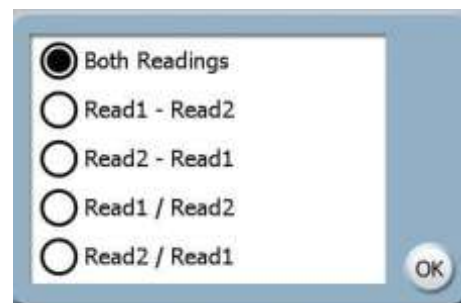 Both Readings
Read1 - Read2
Read2 - Read1
Read1 / Read2
Read2 / Read1
OK